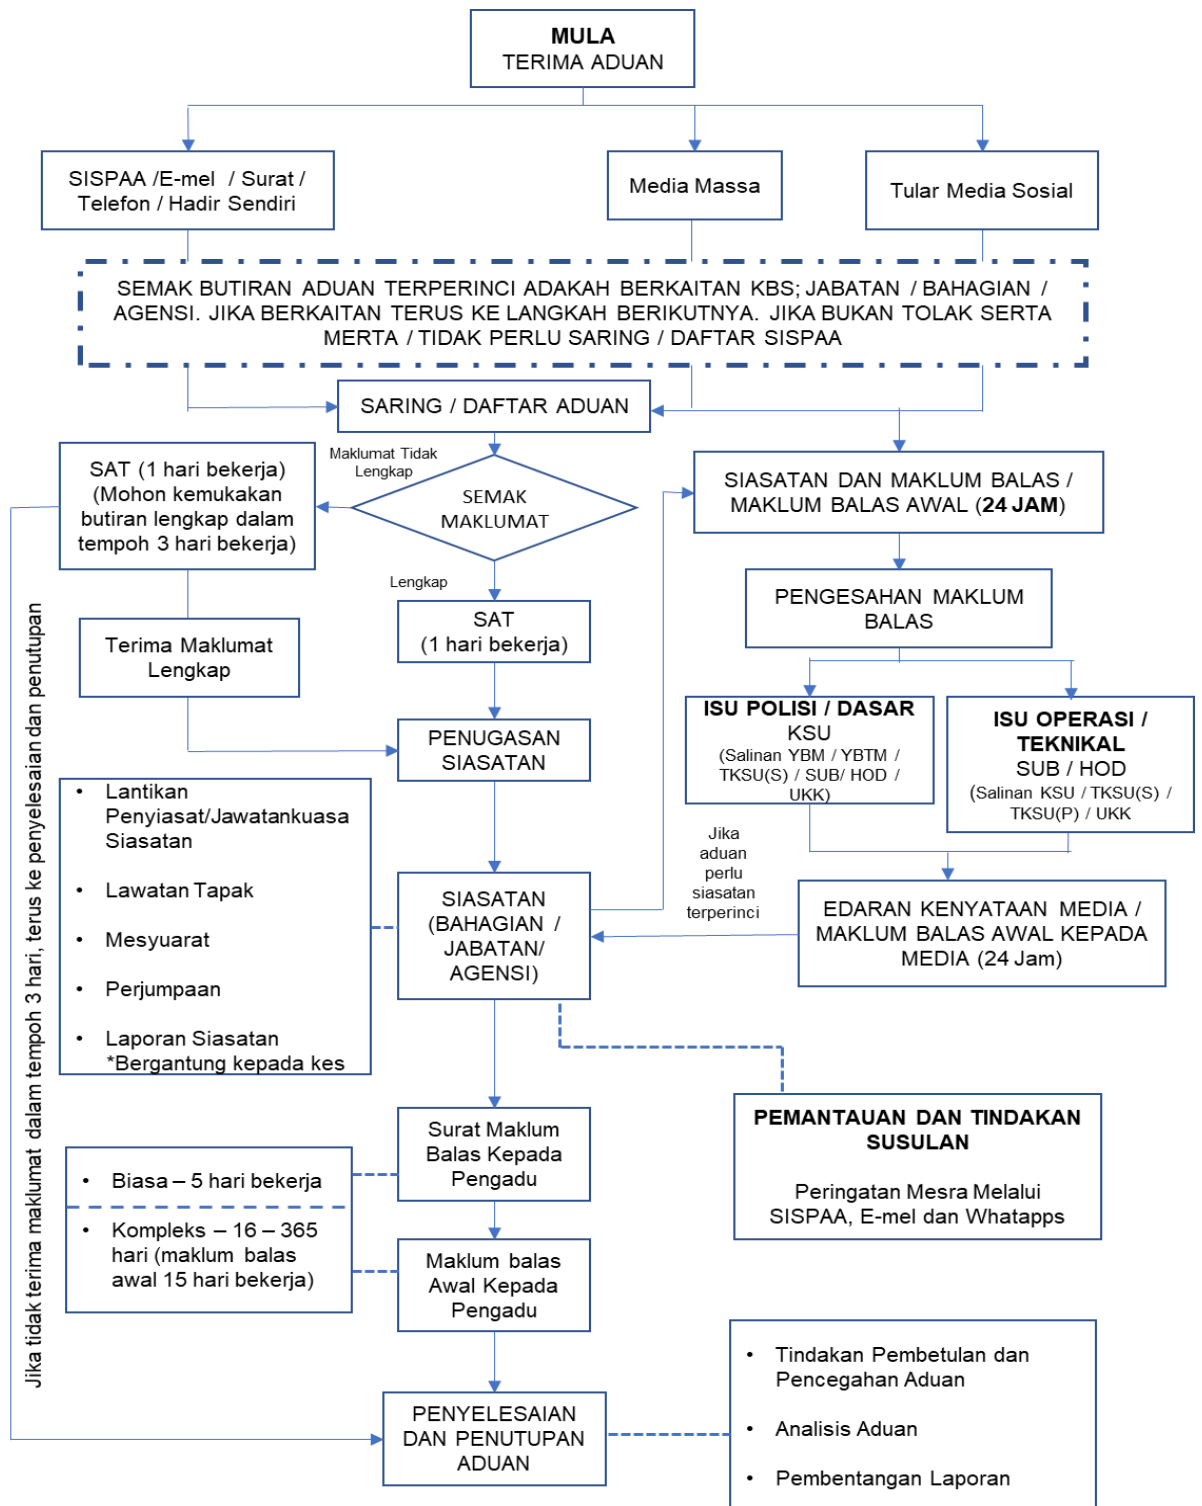 MULA
TERIMA ADUAN
SISPAA /E-mel / Surat /
Telefon / Hadir Sendiri
Media Massa
Tular Media Sosial
SEMAK BUTIRAN ADUAN TERPERINCI ADAKAH BERKAITAN KBS; JABATAN / BAHAGIAN /
AGENSI. JIKA BERKAITAN TERUS KE LANGKAH BERIKUTNYA. JIKA BUKAN TOLAK SERTA
MERTA / TIDAK PERLU SARING / DAFTAR SISPAA
SARING / DAFTAR ADUAN
Maklumat Tidak
Lengkap
SEMAK
MAKLUMAT
SAT (1 hari bekerja)
(Mohon kemukakan
butiran lengkap dalam
tempoh 3 hari bekerja)
SIASATAN DAN MAKLUM BALAS /
MAKLUM BALAS AWAL (24 JAM)
Lengkap
SAT
(1 hari bekerja)
PENGESAHAN MAKLUM
BALAS
Terima Maklumat
Lengkap
PENUGASAN
SIASATAN
ISU POLISI / DASAR
KSU
(Salinan YBM / YBTM /
TKSU(S) / SUB/ HOD /
UKK)
ISU OPERASI /
TEKNIKAL
SUB / HOD
(Salinan KSU / TKSU(S) /
TKSU(P) / UKK
• Lantikan
Penyiasat/Jawatankuasa
Siasatan
• Lawatan Tapak
• Mesyuarat
• Perjumpaan
• Laporan Siasatan
*Bergantung kepada kes
SIASATAN
(BAHAGIAN /
JABATAN/
AGENSI)
Jika
aduan
perlu
siasatan
terperinci
EDARAN KENYATAAN MEDIA /
MAKLUM BALAS AWAL KEPADA
MEDIA (24 Jam)
Jika tidak terima maklumat dalam tempoh 3 hari, terus ke penyelesaian dan penutupan
PEMANTAUAN DAN TINDAKAN
SUSULAN
Peringatan Mesra Melalui
SISPAA, E-mel dan Whatapps
Surat Maklum
Balas Kepada
Pengadu
• Biasa – 5 hari bekerja
• Kompleks – 16 – 365
hari (maklum balas
awal 15 hari bekerja)
Maklum balas
Awal Kepada
Pengadu
PENYELESAIAN
DAN PENUTUPAN
ADUAN
• Tindakan Pembetulan dan
Pencegahan Aduan
• Analisis Aduan
• Pembentangan Laporan